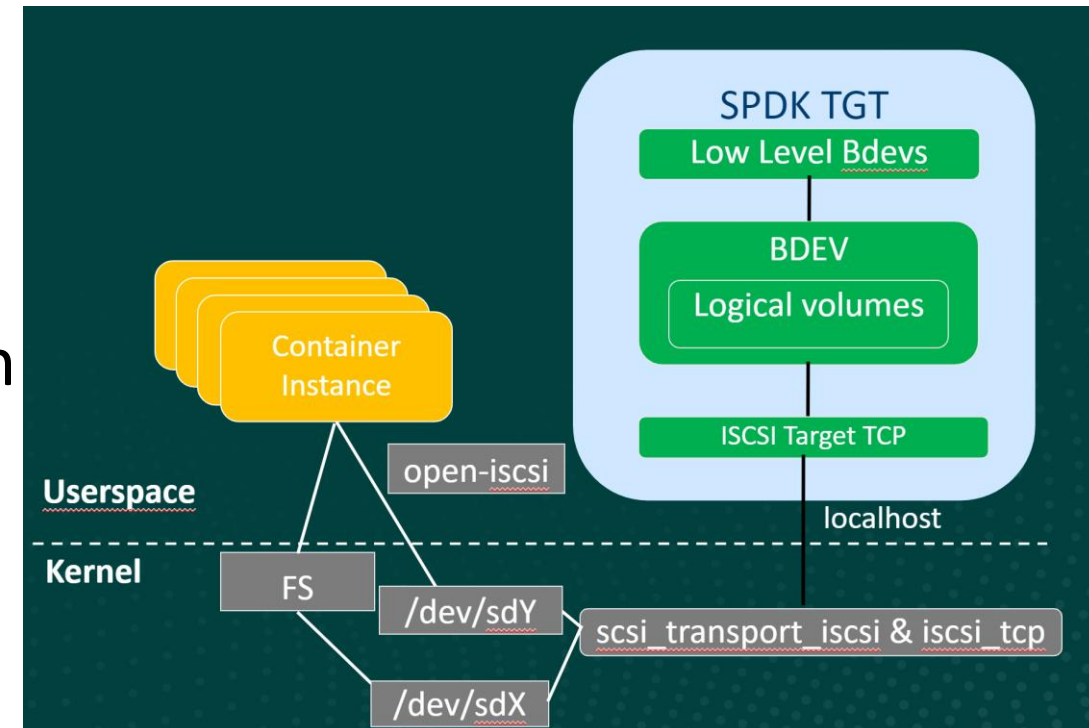 SPDK TGT
Low Level Bdevs
BDEV
Logical volumes
ISCSI Target TCP
localhost
Container
Instance
open-iscsi
Userspace
Kernel
FS
/dev/sdY
/dev/sdX
scsi_transport_iscsi & iscsi_tcp
n